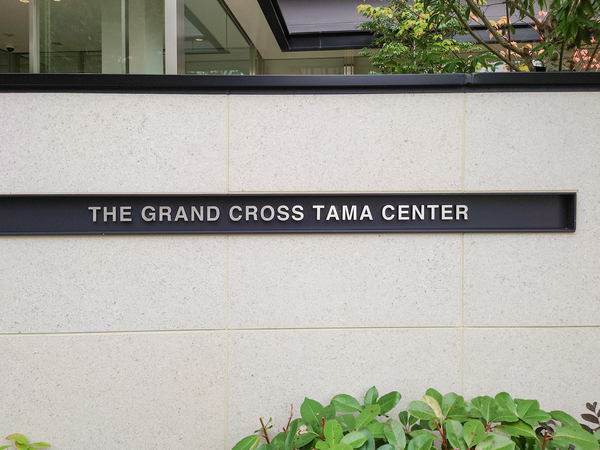 THE GRAND CROSS TAMA CENTER